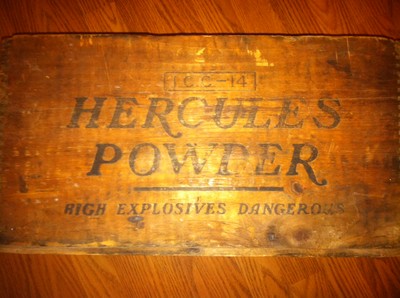 I.C.C-14
HERCULES
POWDER
HIGH EXPLOSIVES DANGEROUS